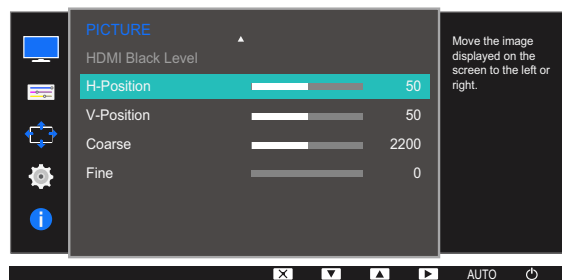 PICTURE
HDMI Black Level
H-Position 50
V-Position 50
Coarse 2200
Fine 0
Move the image
displayed on the
screen to the left or
right.
AUTO